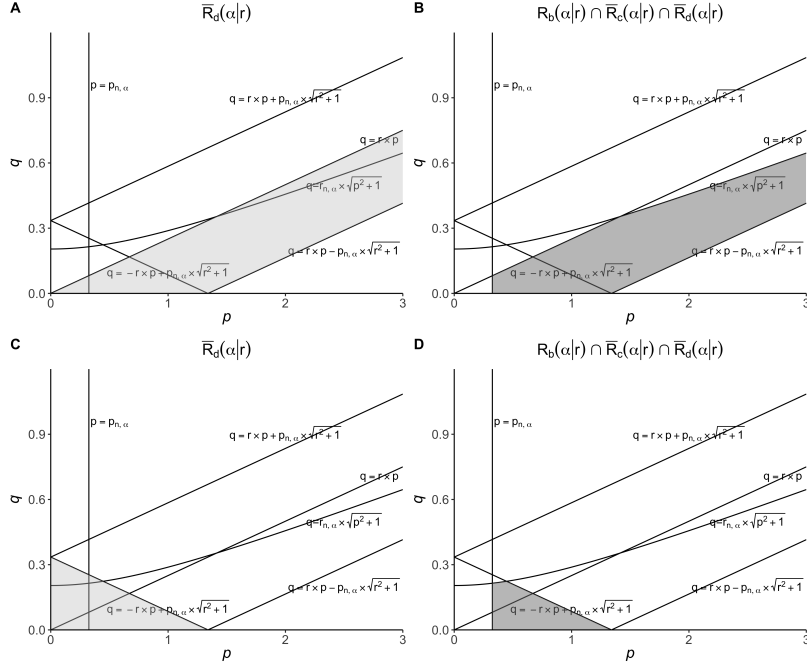 A
R̅d(α|r)
p = pn, α
q = r × p + pn, α × √r² + 1
q = r × p
q = rn, α × √p² + 1
q = r × p − pn, α × √r² + 1
q = − r × p + pn, α × √r² + 1
q
0.9
0.6
0.3
0.0
0
1
2
3
p
B
Rb(α|r) ∩ R̅c(α|r) ∩ R̅d(α|r)
p = pn, α
q = r × p + pn, α × √r² + 1
q = r × p
q = rn, α × √p² + 1
q = r × p − pn, α × √r² + 1
q = − r × p + pn, α × √r² + 1
q
0.9
0.6
0.3
0.0
0
1
2
3
p
C
R̅d(α|r)
p = pn, α
q = r × p + pn, α × √r² + 1
q = r × p
q = rn, α × √p² + 1
q = r × p − pn, α × √r² + 1
q = − r × p + pn, α × √r² + 1
q
0.9
0.6
0.3
0.0
0
1
2
3
p
D
Rb(α|r) ∩ R̅c(α|r) ∩ R̅d(α|r)
p = pn, α
q = r × p + pn, α × √r² + 1
q = r × p
q = rn, α × √p² + 1
q = r × p − pn, α × √r² + 1
q = − r × p + pn, α × √r² + 1
q
0.9
0.6
0.3
0.0
0
1
2
3
p